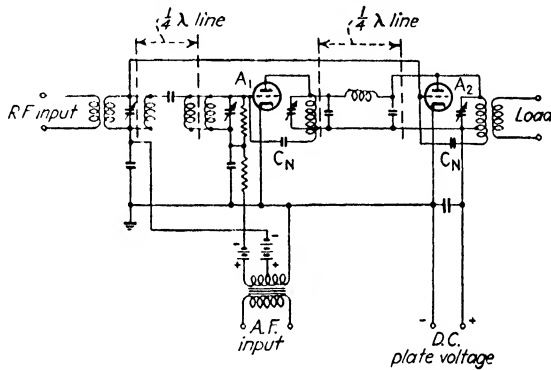 1/4 λ line
1/4 λ line
A1
A2
RF input
Load
CN
CN
- -
+ +
A.F.
input
- +
D.C.
plate voltage